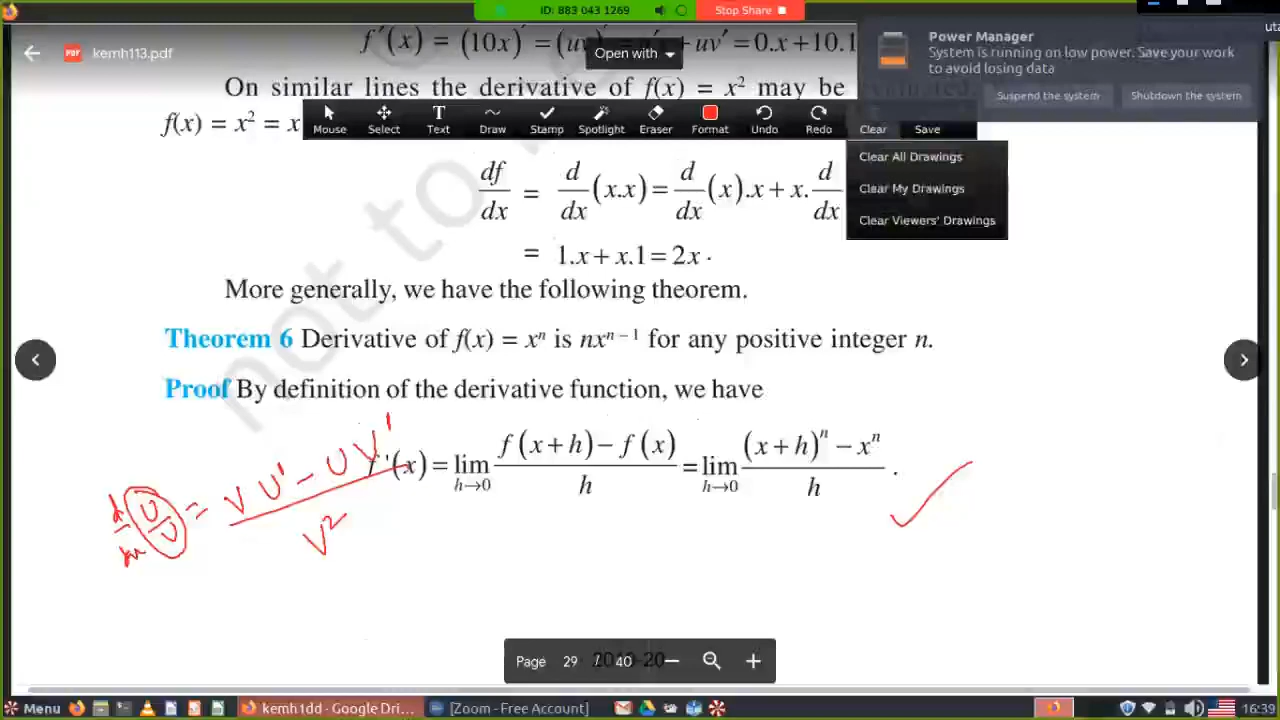 ID: 883 043 1269
Stop Share
f′(x) = (10x)′ = (uv)′ = u′v + uv′ = 0.x + 10.1
kemh113.pdf
Open with
Power Manager
System is running on low power. Save your work
to avoid losing data
Suspend the system
Shutdown the system
On similar lines the derivative of f(x) = x² may be evaluated.
f(x) = x² = x
Mouse Select Text Draw Stamp Spotlight Eraser Format Undo Redo Clear Save
Clear All Drawings
Clear My Drawings
Clear Viewers' Drawings
df/dx = d/dx (x.x) = d/dx (x).x + x. d/dx
= 1.x + x.1 = 2x .
More generally, we have the following theorem.
Theorem 6 Derivative of f(x) = xⁿ is nxⁿ⁻¹ for any positive integer n.
Proof By definition of the derivative function, we have
f′(x) = lim h→0 (f(x+h) − f(x))/h = lim h→0 ((x+h)ⁿ − xⁿ)/h .
(U/V) = (V U' − U V')/V²
not to
Page 29 / 40
2019-20
Menu
kemh1dd - Google Dri...
[Zoom - Free Account]
16:39